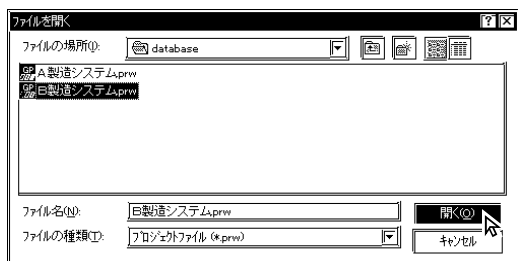 ファイルを開く
ファイルの場所(I): database
A製造システム.prw
B製造システム.prw
ファイル名(N): B製造システム.prw 開く(O)
ファイルの種類(T): プロジェクトファイル (*.prw) キャンセル